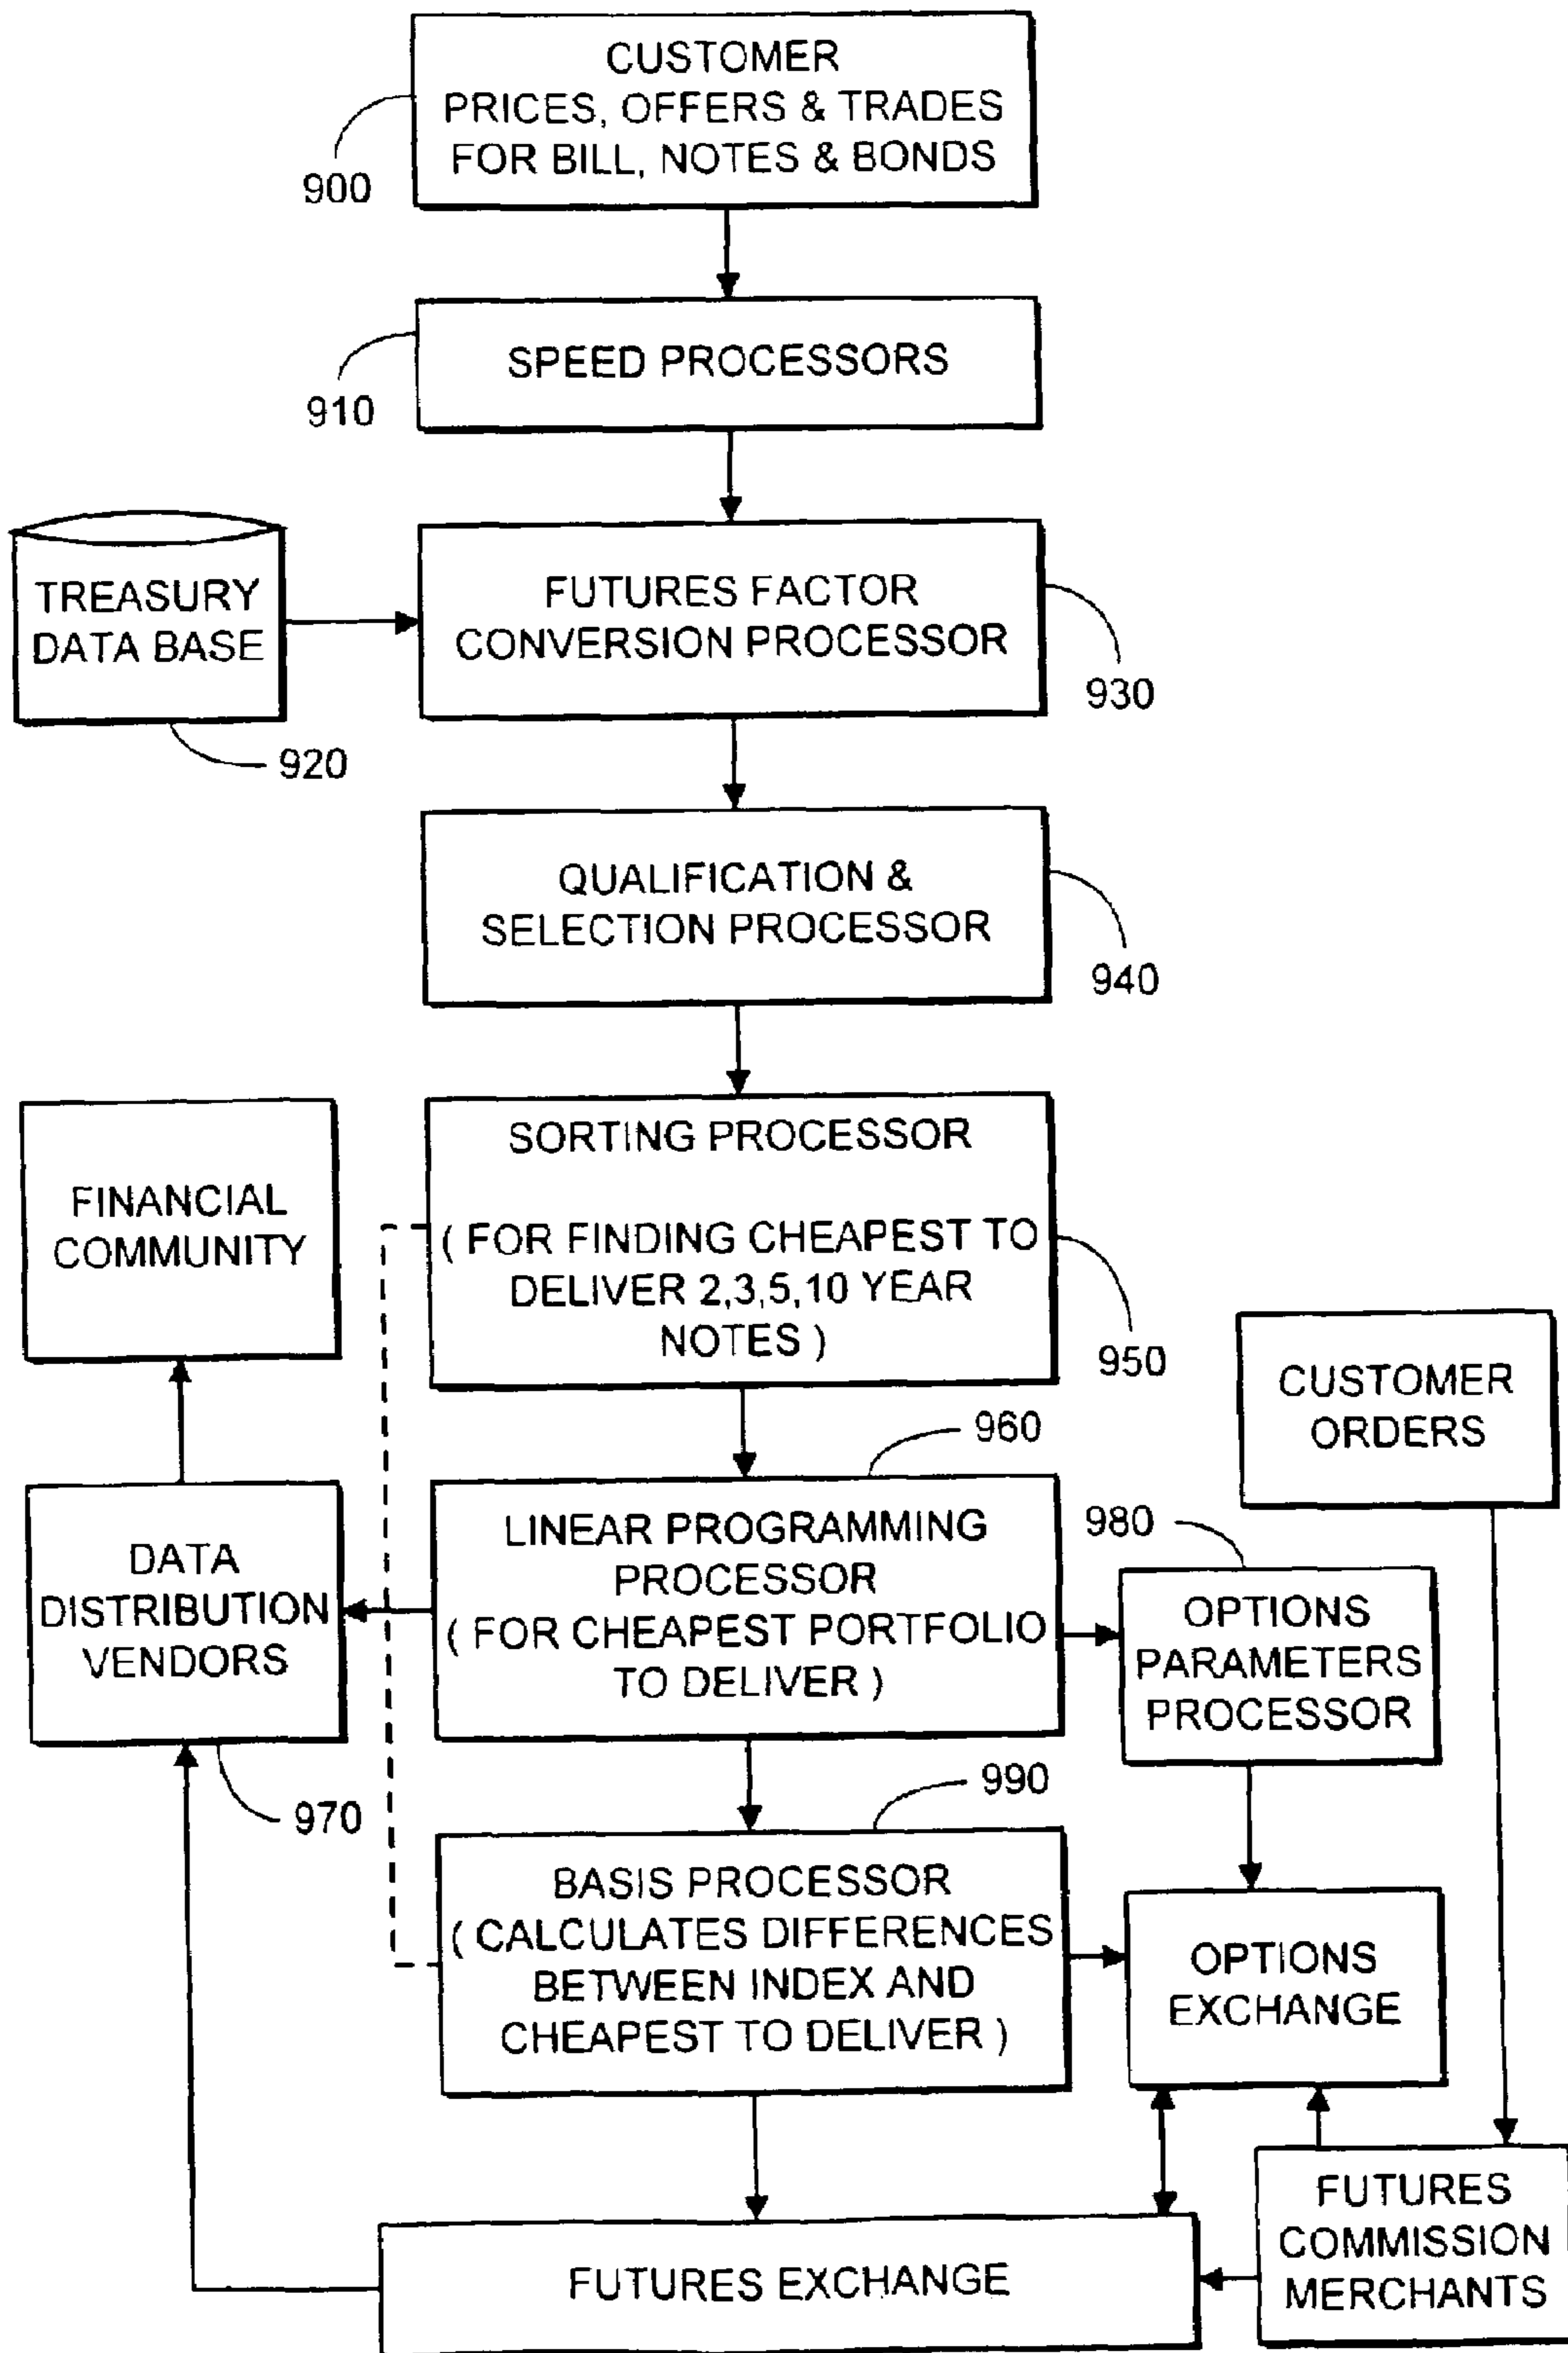 CUSTOMER
PRICES, OFFERS & TRADES
FOR BILL, NOTES & BONDS
900
SPEED PROCESSORS
910
TREASURY
DATA BASE
920
FUTURES FACTOR
CONVERSION PROCESSOR
930
QUALIFICATION &
SELECTION PROCESSOR
940
SORTING PROCESSOR
( FOR FINDING CHEAPEST TO
DELIVER 2,3,5,10 YEAR
NOTES )
950
FINANCIAL
COMMUNITY
CUSTOMER
ORDERS
960
LINEAR PROGRAMMING
PROCESSOR
( FOR CHEAPEST PORTFOLIO
TO DELIVER )
DATA
DISTRIBUTION
VENDORS
970
980
OPTIONS
PARAMETERS
PROCESSOR
990
BASIS PROCESSOR
( CALCULATES DIFFERENCES
BETWEEN INDEX AND
CHEAPEST TO DELIVER )
OPTIONS
EXCHANGE
FUTURES EXCHANGE
FUTURES
COMMISSION
MERCHANTS